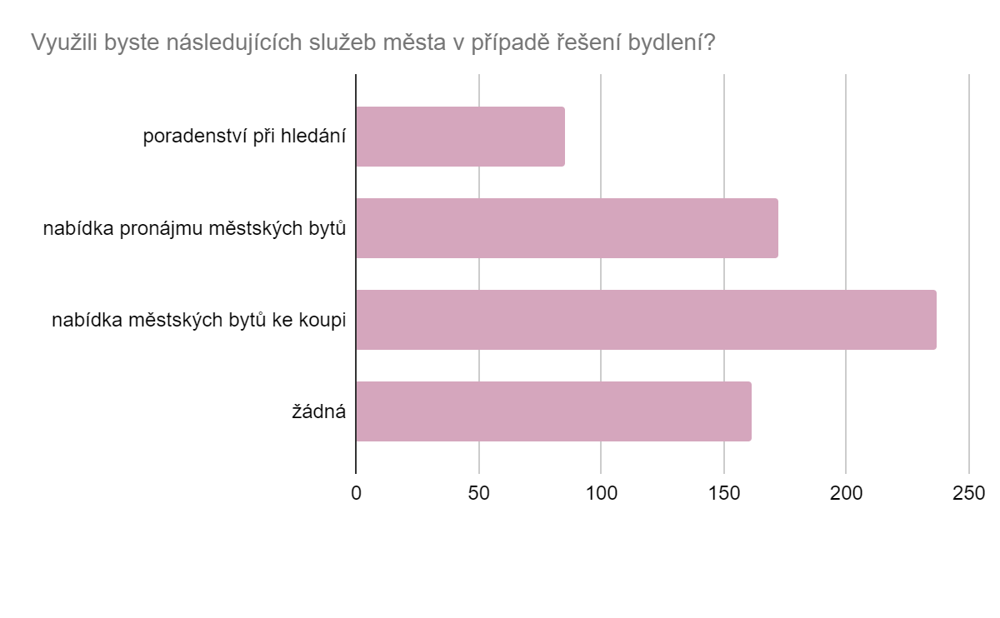 Využili byste následujících služeb města v případě řešení bydlení?
poradenství při hledání
nabídka pronájmu městských bytů
nabídka městských bytů ke koupi
žádná
0 50 100 150 200 250